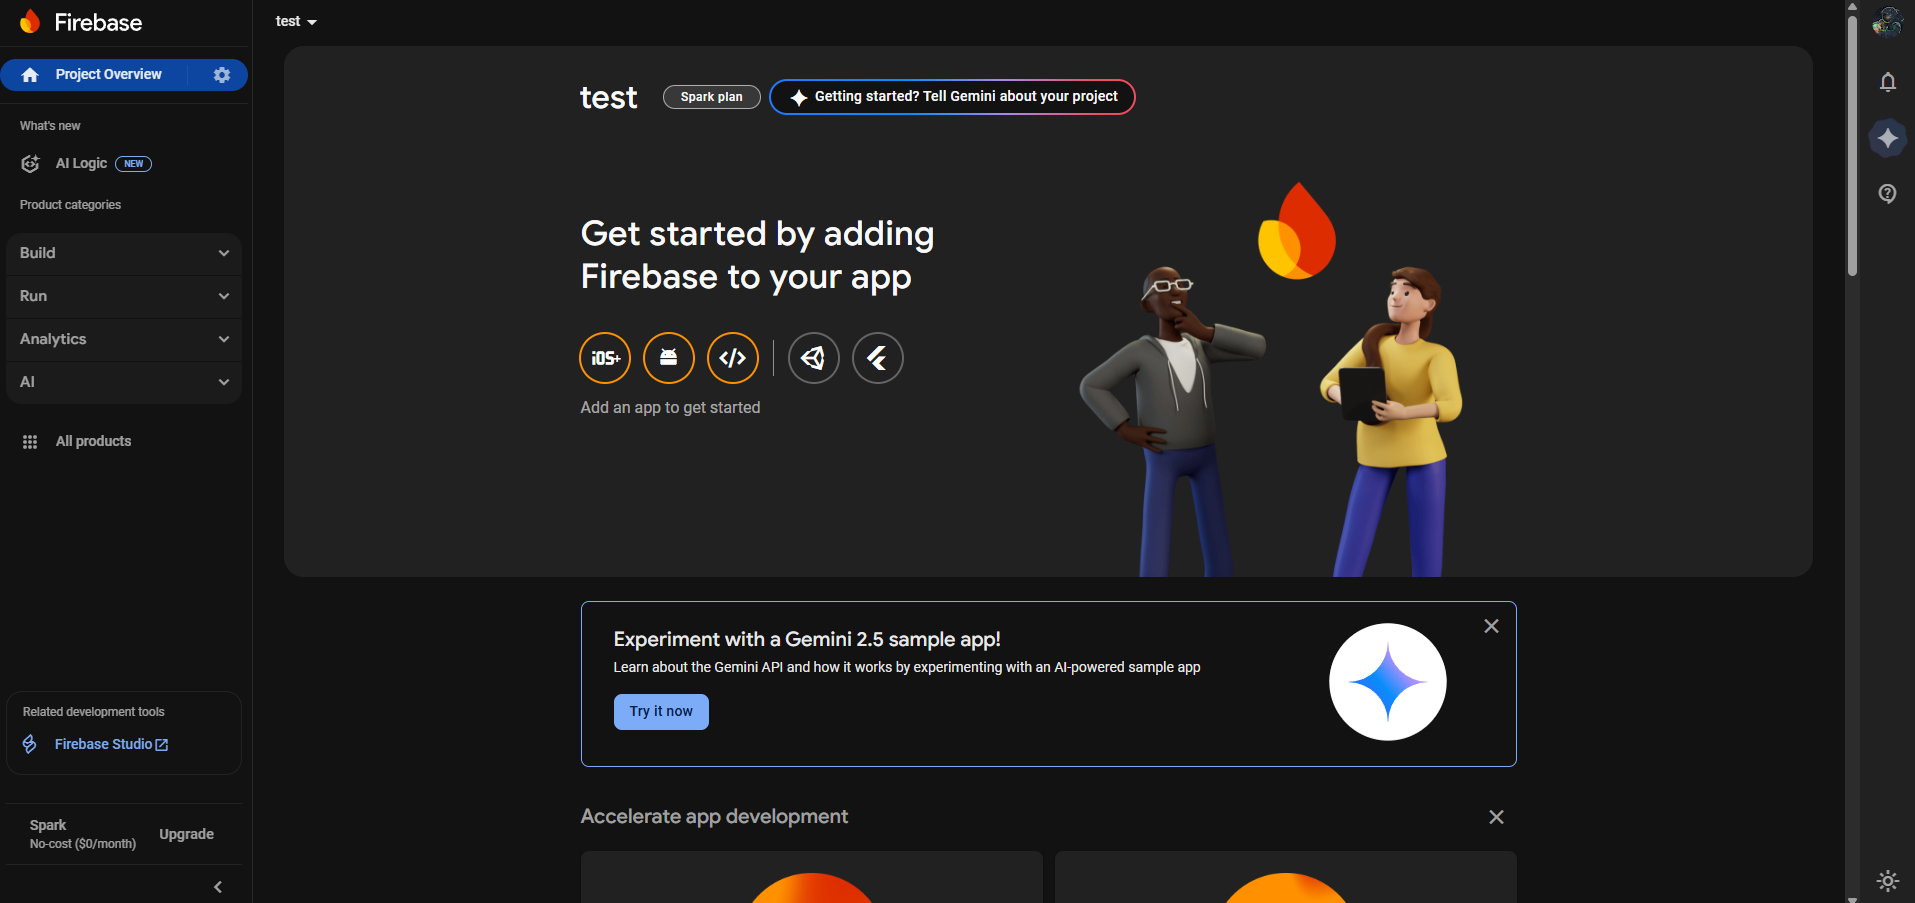 Firebase
test
Project Overview
What's new
AI Logic NEW
Product categories
Build
Run
Analytics
AI
All products
Related development tools
Firebase Studio
Spark
No-cost ($0/month)
Upgrade
test
Spark plan
Getting started? Tell Gemini about your project
Get started by adding
Firebase to your app
iOS+
Add an app to get started
Experiment with a Gemini 2.5 sample app!
Learn about the Gemini API and how it works by experimenting with an AI-powered sample app
Try it now
Accelerate app development